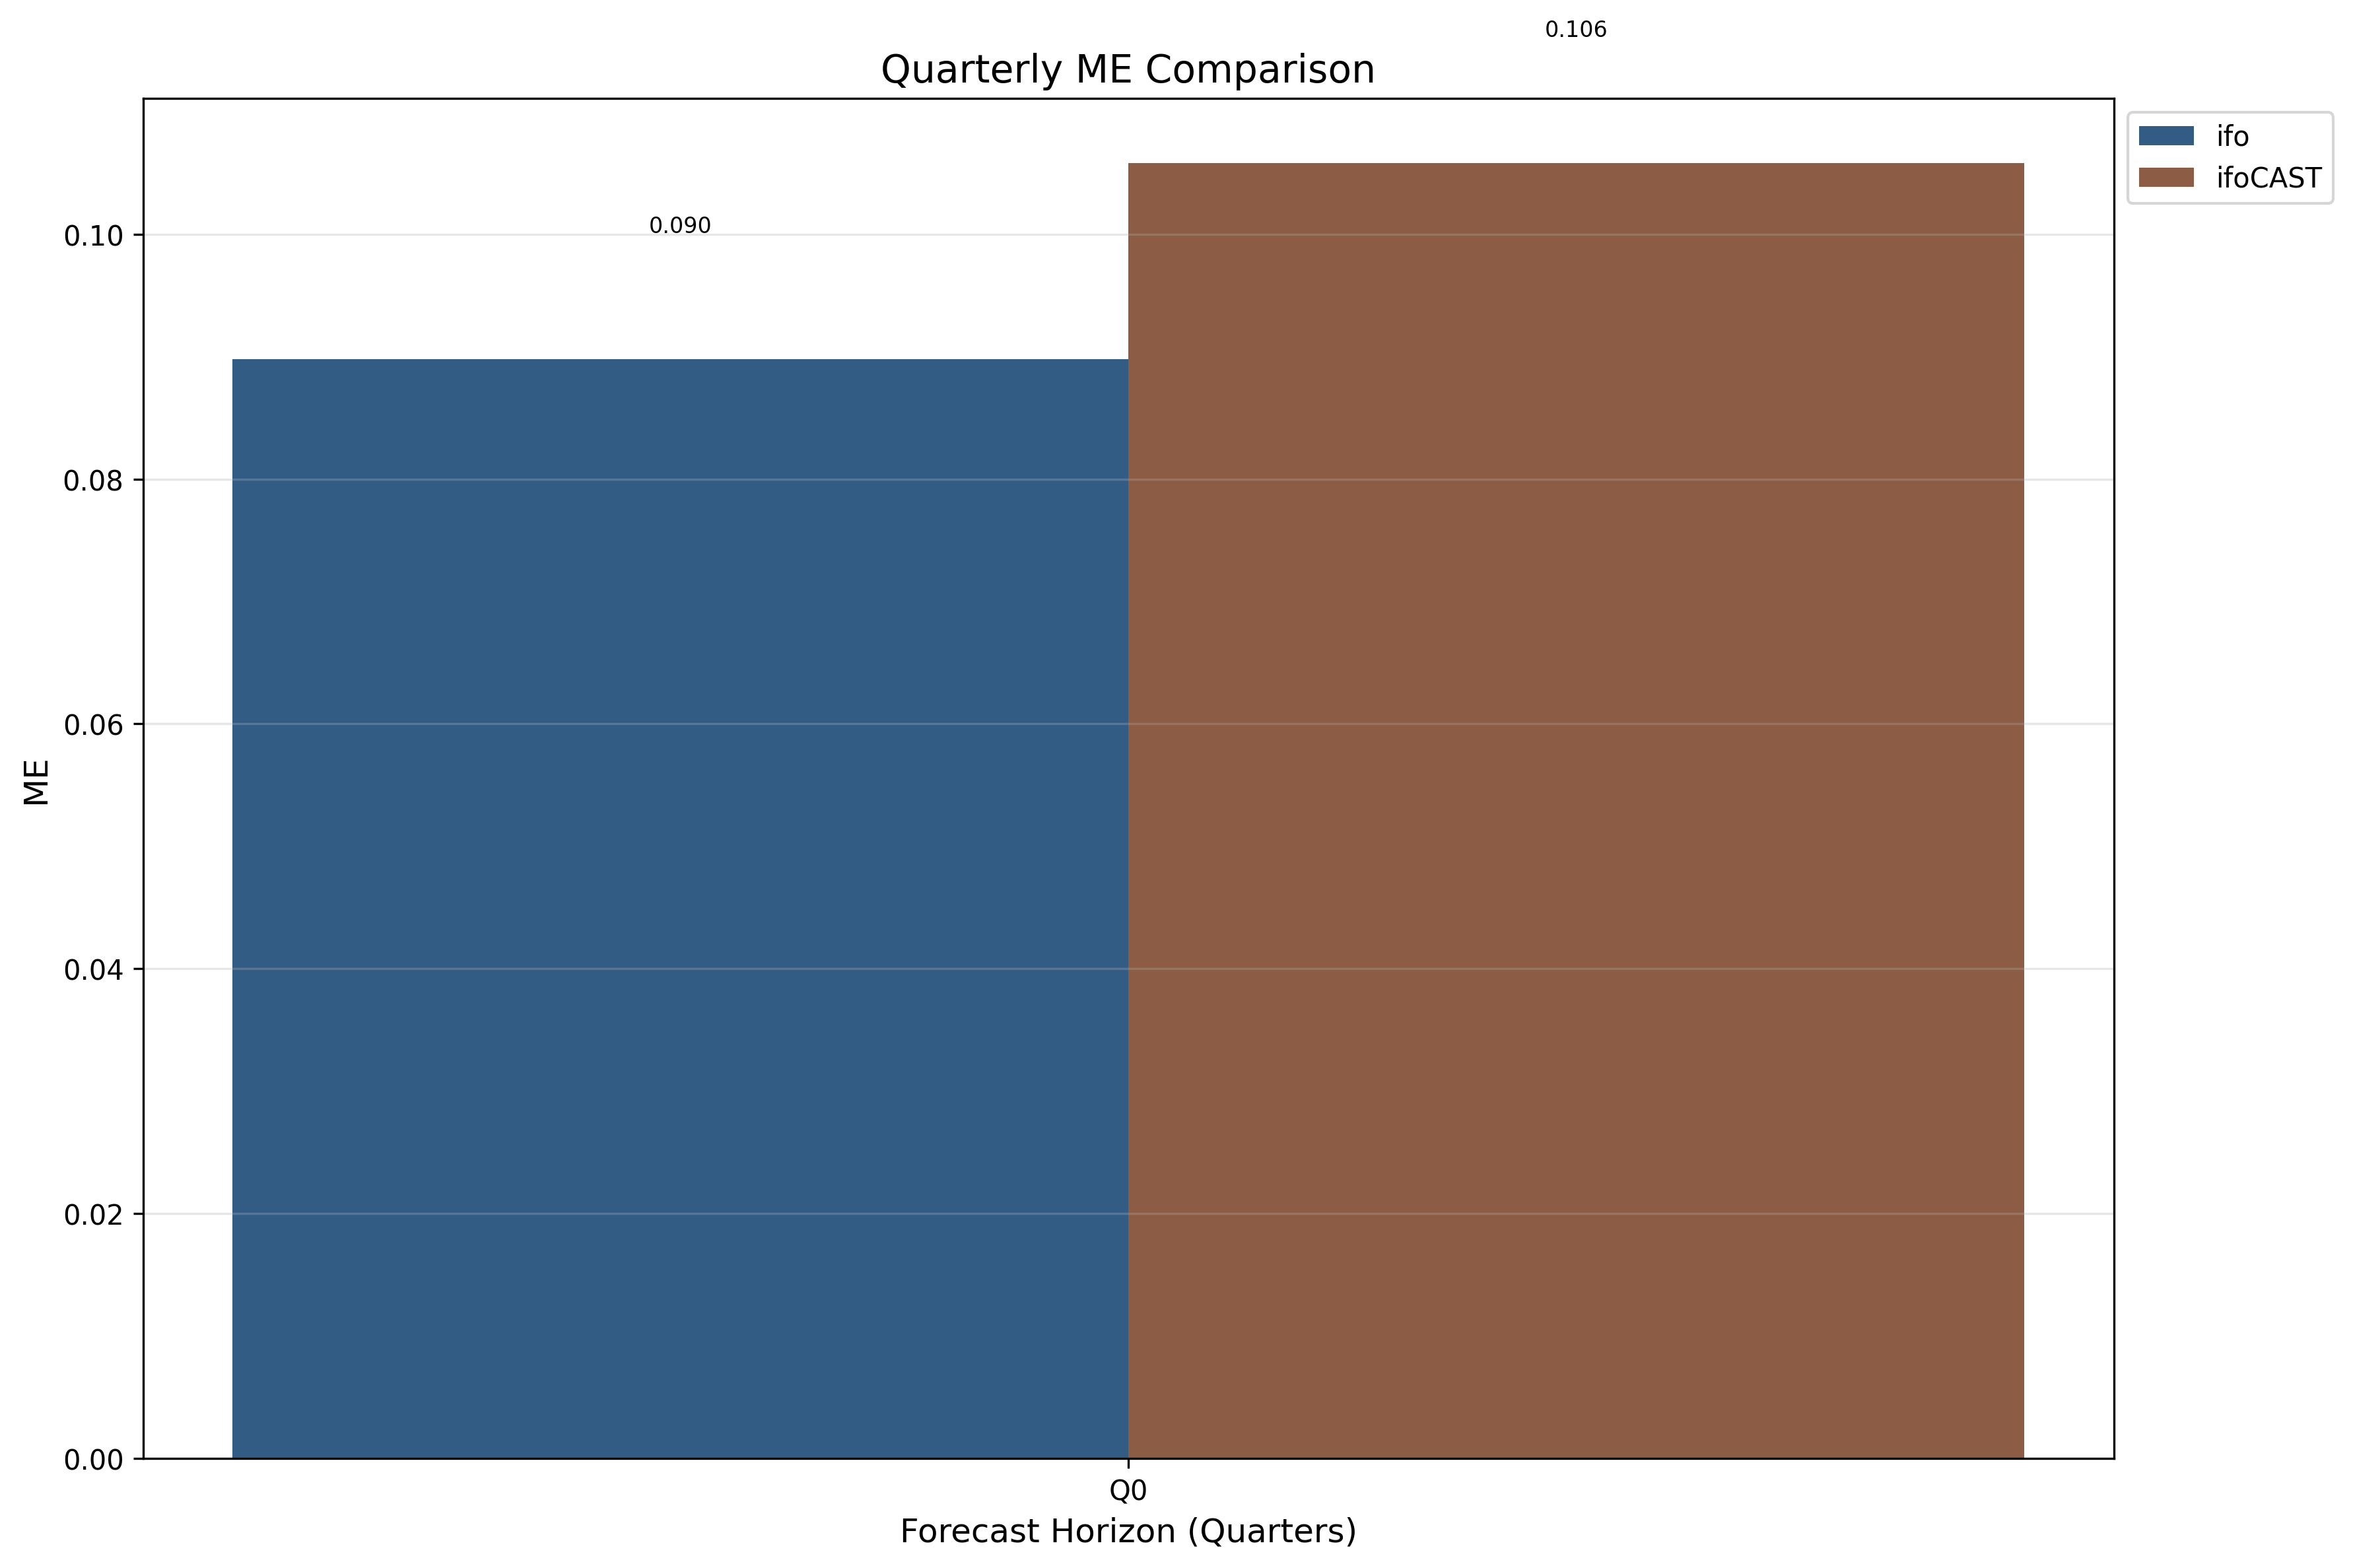 0.106
Quarterly ME Comparison
ifo
ifoCAST
0.090
0.10
0.08
0.06
0.04
0.02
0.00
ME
Q0
Forecast Horizon (Quarters)